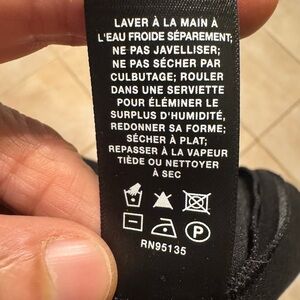 LAVER À LA MAIN À
L'EAU FROIDE SÉPAREMENT;
NE PAS JAVELLISER;
NE PAS SÉCHER PAR
CULBUTAGE; ROULER
DANS UNE SERVIETTE
POUR ÉLÉMINER LE
SURPLUS D'HUMIDITÉ,
REDONNER SA FORME;
SÉCHER À PLAT;
REPASSER À LA VAPEUR
TIÈDE OU NETTOYER
À SEC
P
RN95135